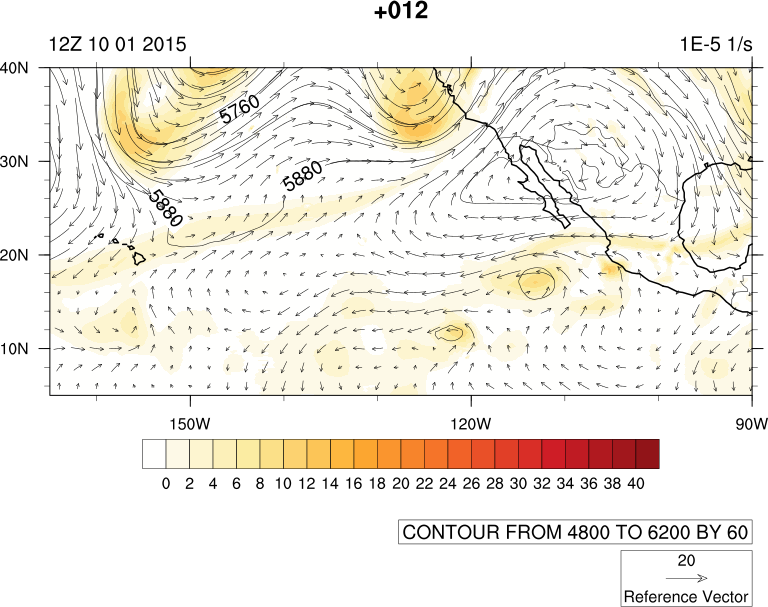 +012
12Z 10 01 2015 1E-5 1/s
40N
5760
30N
5880
5880
20N
10N
150W 120W 90W
0 2 4 6 8 10 12 14 16 18 20 22 24 26 28 30 32 34 36 38 40
CONTOUR FROM 4800 TO 6200 BY 60
20
Reference Vector